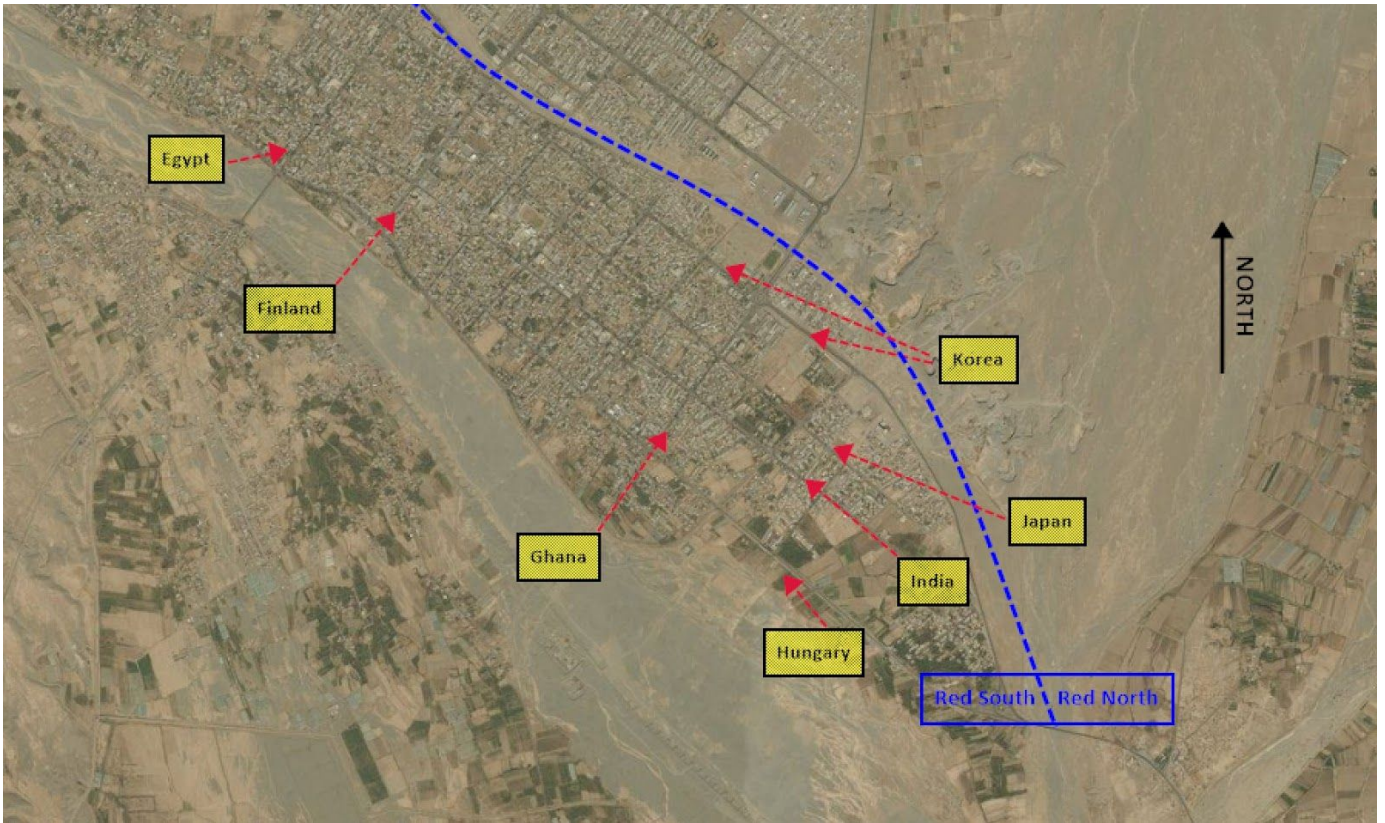 Egypt
Finland
NORTH
Korea
Japan
Ghana
India
Hungary
Red South
Red North